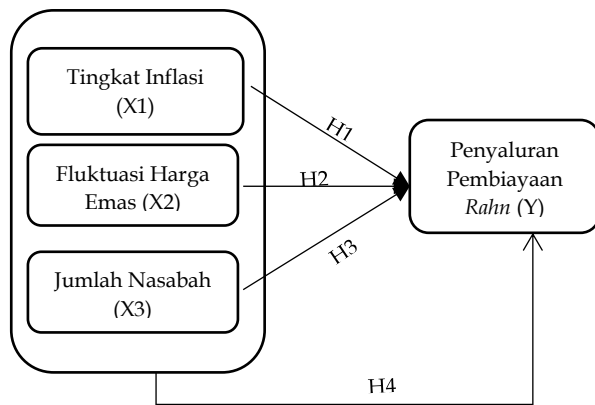 Tingkat Inflasi
(X1)
Fluktuasi Harga
Emas (X2)
Jumlah Nasabah
(X3)
H1
H2
H3
Penyaluran
Pembiayaan
Rahn (Y)
H4